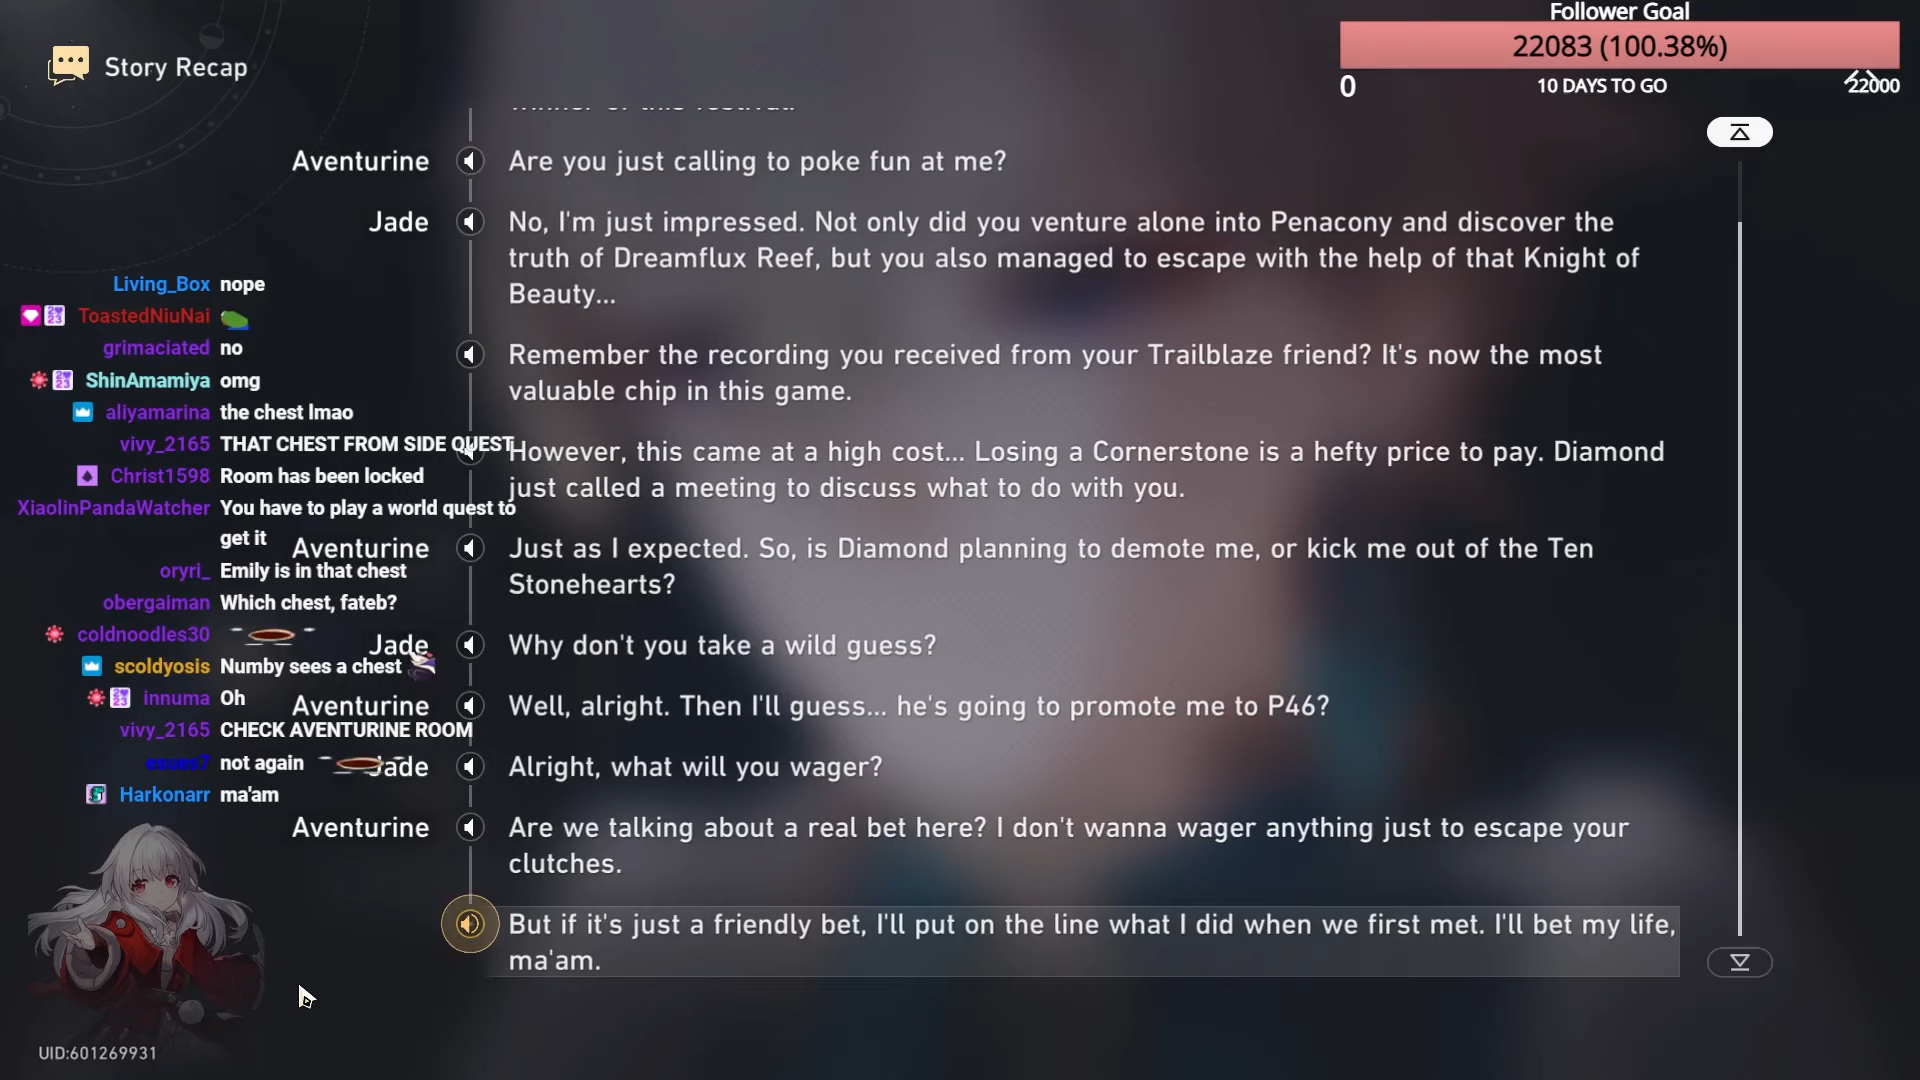 Follower Goal
22083 (100.38%)
0
10 DAYS TO GO
22000
Story Recap
Aventurine
Are you just calling to poke fun at me?
Jade
No, I'm just impressed. Not only did you venture alone into Penacony and discover the
truth of Dreamflux Reef, but you also managed to escape with the help of that Knight of
Beauty...
Remember the recording you received from your Trailblaze friend? It's now the most
valuable chip in this game.
However, this came at a high cost... Losing a Cornerstone is a hefty price to pay. Diamond
just called a meeting to discuss what to do with you.
Aventurine
Just as I expected. So, is Diamond planning to demote me, or kick me out of the Ten
Stonehearts?
Jade
Why don't you take a wild guess?
Aventurine
Well, alright. Then I'll guess... he's going to promote me to P46?
Jade
Alright, what will you wager?
Aventurine
Are we talking about a real bet here? I don't wanna wager anything just to escape your
clutches.
But if it's just a friendly bet, I'll put on the line what I did when we first met. I'll bet my life,
ma'am.
Living_Box nope
ToastedNiuNai
grimaciated no
ShinAmamiya omg
aliyamarina the chest lmao
vivy_2165 THAT CHEST FROM SIDE QUEST
Christ1598 Room has been locked
XiaolinPandaWatcher You have to play a world quest to
get it
oryri_ Emily is in that chest
obergaiman Which chest, fateb?
coldnoodles30
scoldyosis Numby sees a chest
innuma Oh
vivy_2165 CHECK AVENTURINE ROOM
not again
Harkonarr ma'am
UID:601269931